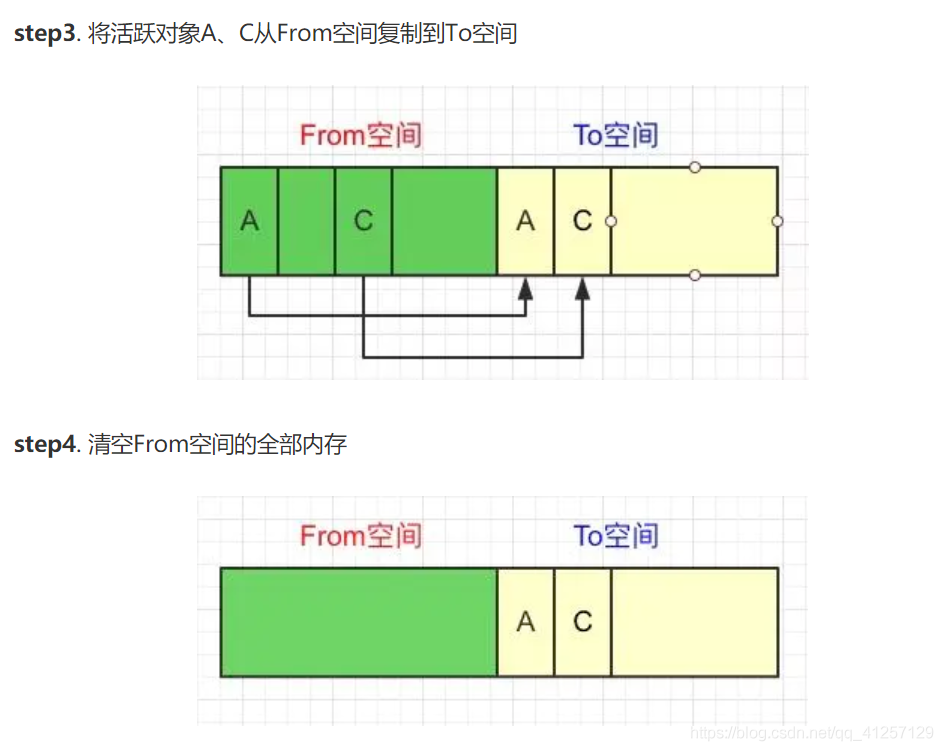 step3. 将活跃对象A、C从From空间复制到To空间
From空间 To空间
A C A C
step4. 清空From空间的全部内存
From空间 To空间
A C
https://blog.csdn.net/qq_41257129